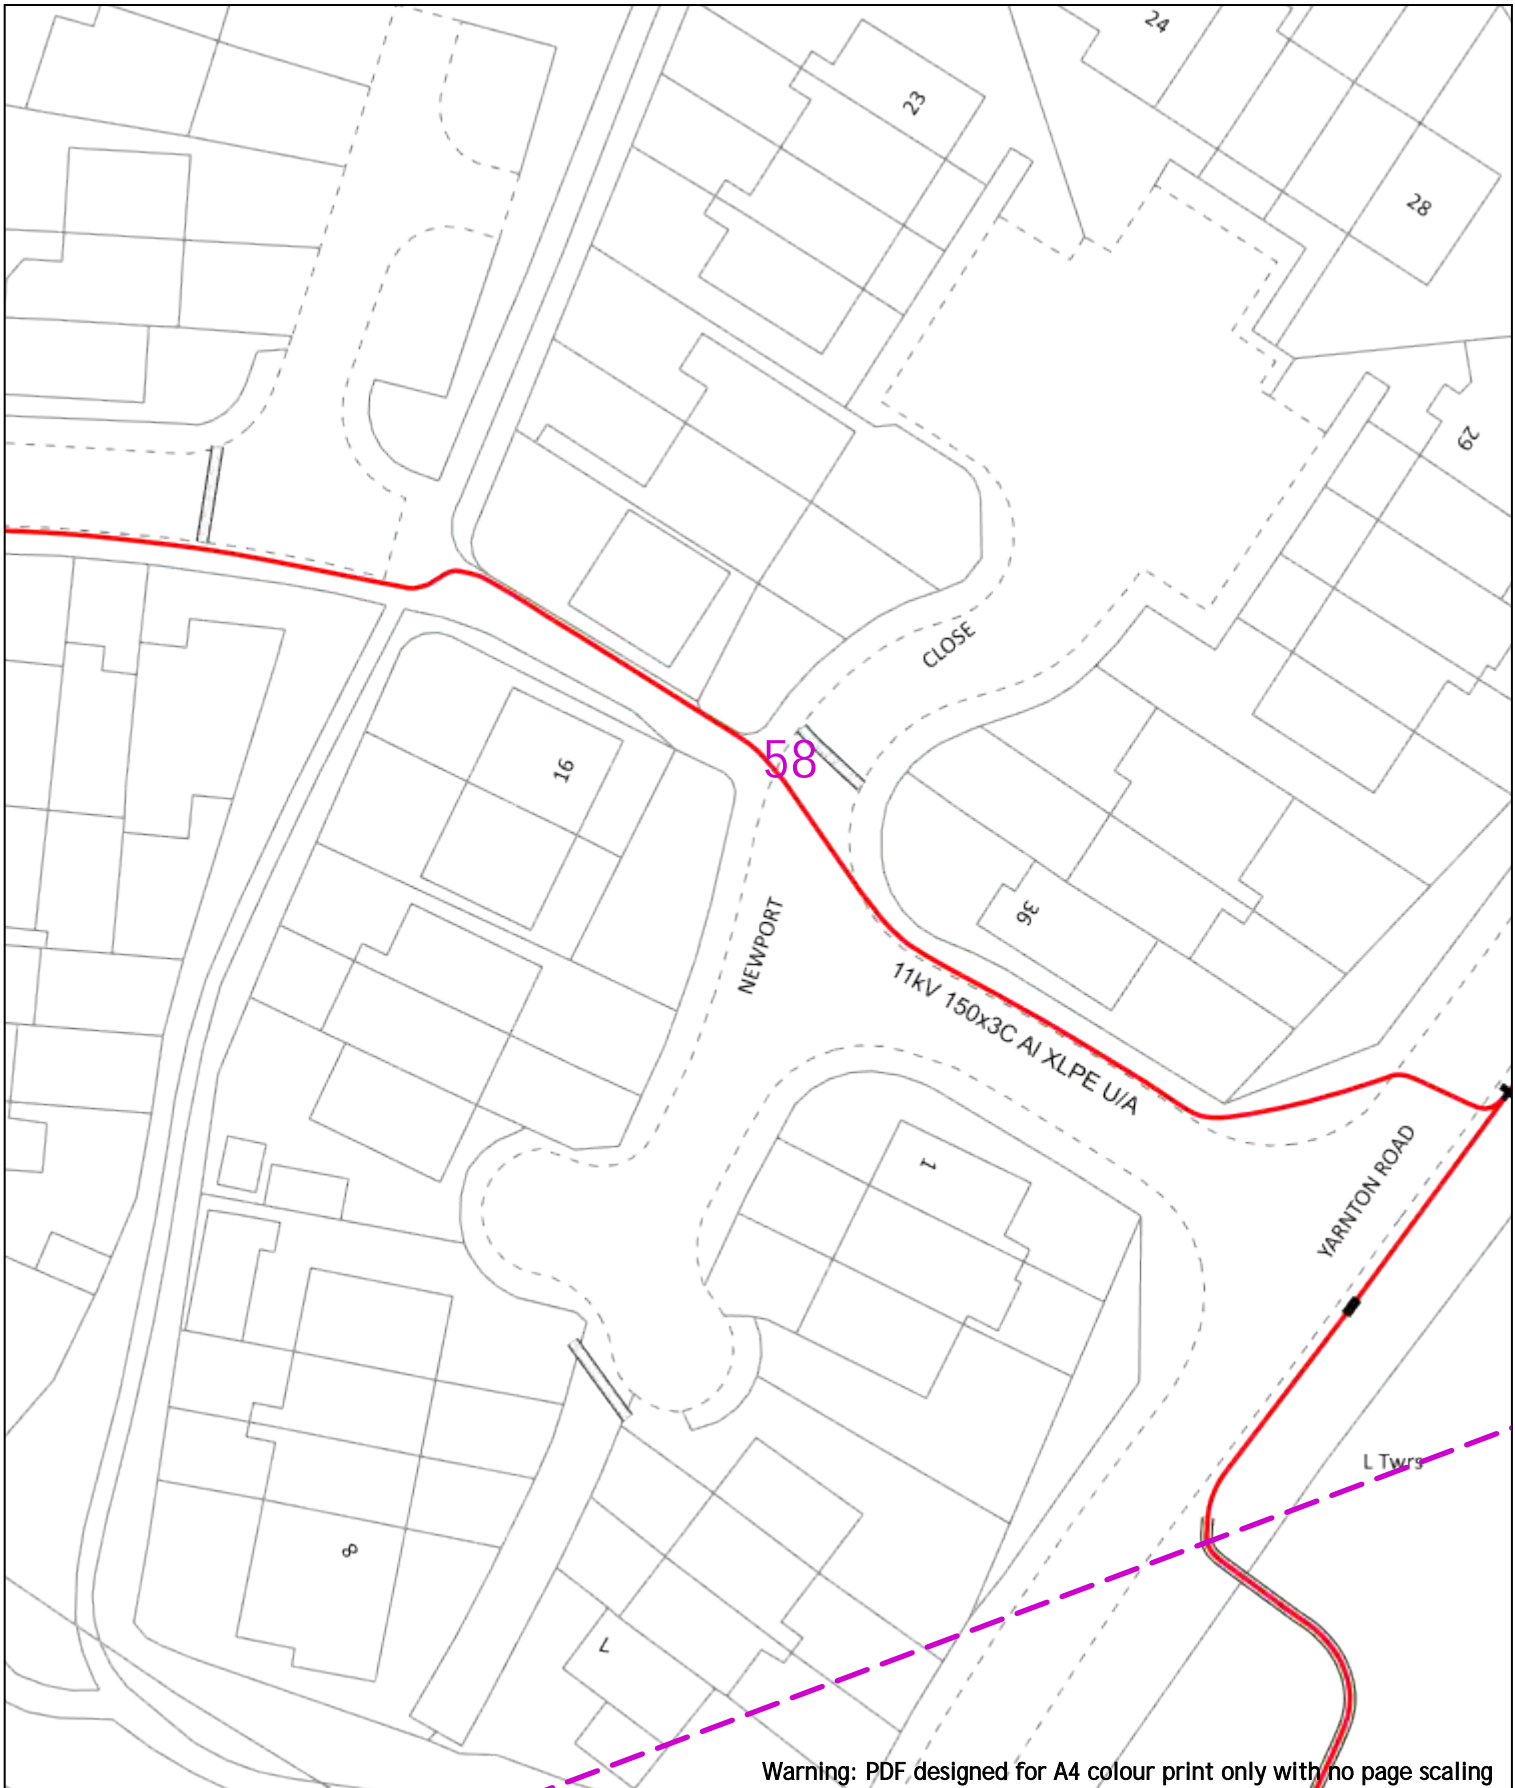 24
23
28
29
CLOSE
58
16
36
NEWPORT
11kV 150x3C Al XLPE U/A
1
YARNTON ROAD
L Twrs
8
7
Warning: PDF designed for A4 colour print only with no page scaling